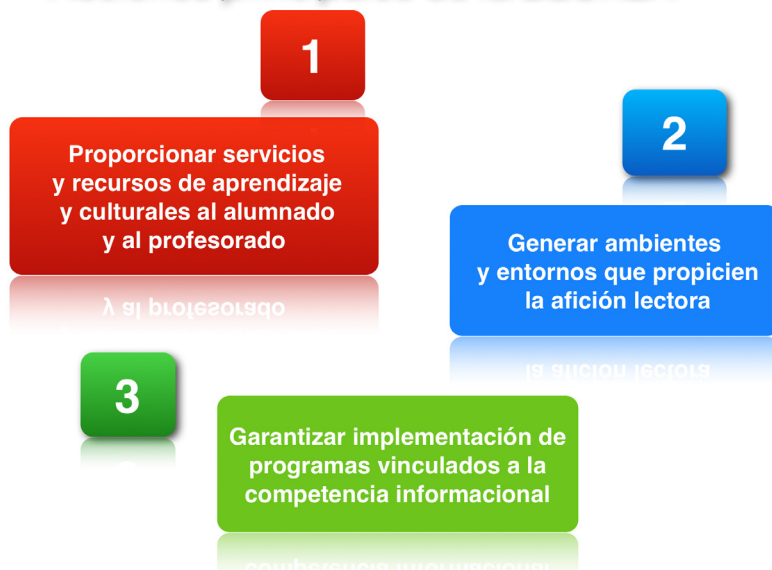 1
Proporcionar servicios
y recursos de aprendizaje
y culturales al alumnado
y al profesorado
2
Generar ambientes
y entornos que propicien
la afición lectora
3
Garantizar implementación de
programas vinculados a la
competencia informacional